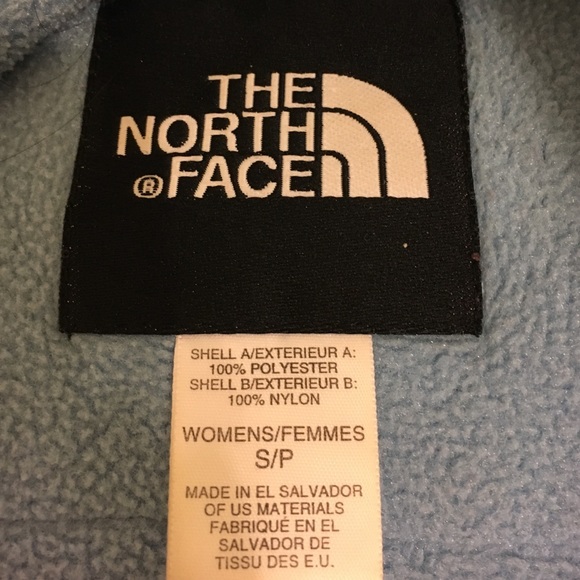 THE
NORTH
® FACE
SHELL A/EXTERIEUR A:
100% POLYESTER
SHELL B/EXTERIEUR B:
100% NYLON
WOMENS/FEMMES
S/P
MADE IN EL SALVADOR
OF US MATERIALS
FABRIQUÉ EN EL
SALVADOR DE
TISSU DES E.U.